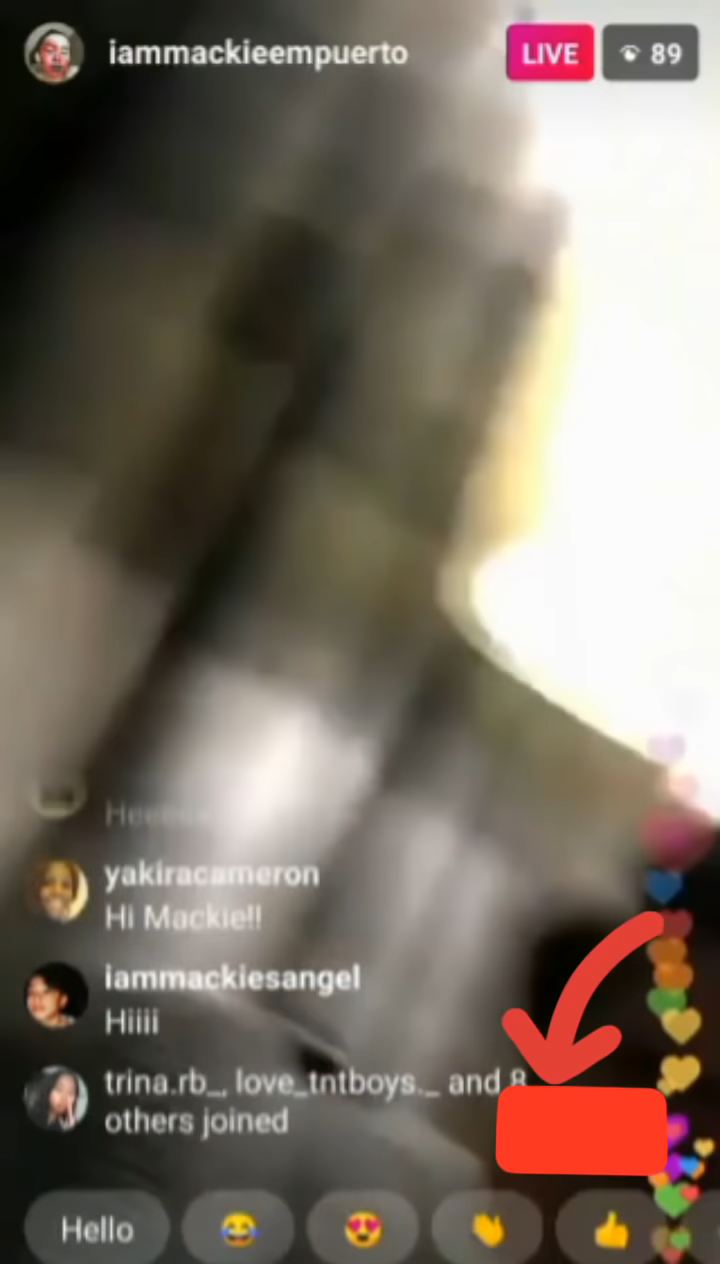 iammackieempuerto
LIVE
89
yakiracameron
Hi Mackie!!
iammackiesangel
Hiiii
trina.rb_, love_tntboys._ and 8
others joined
Hello